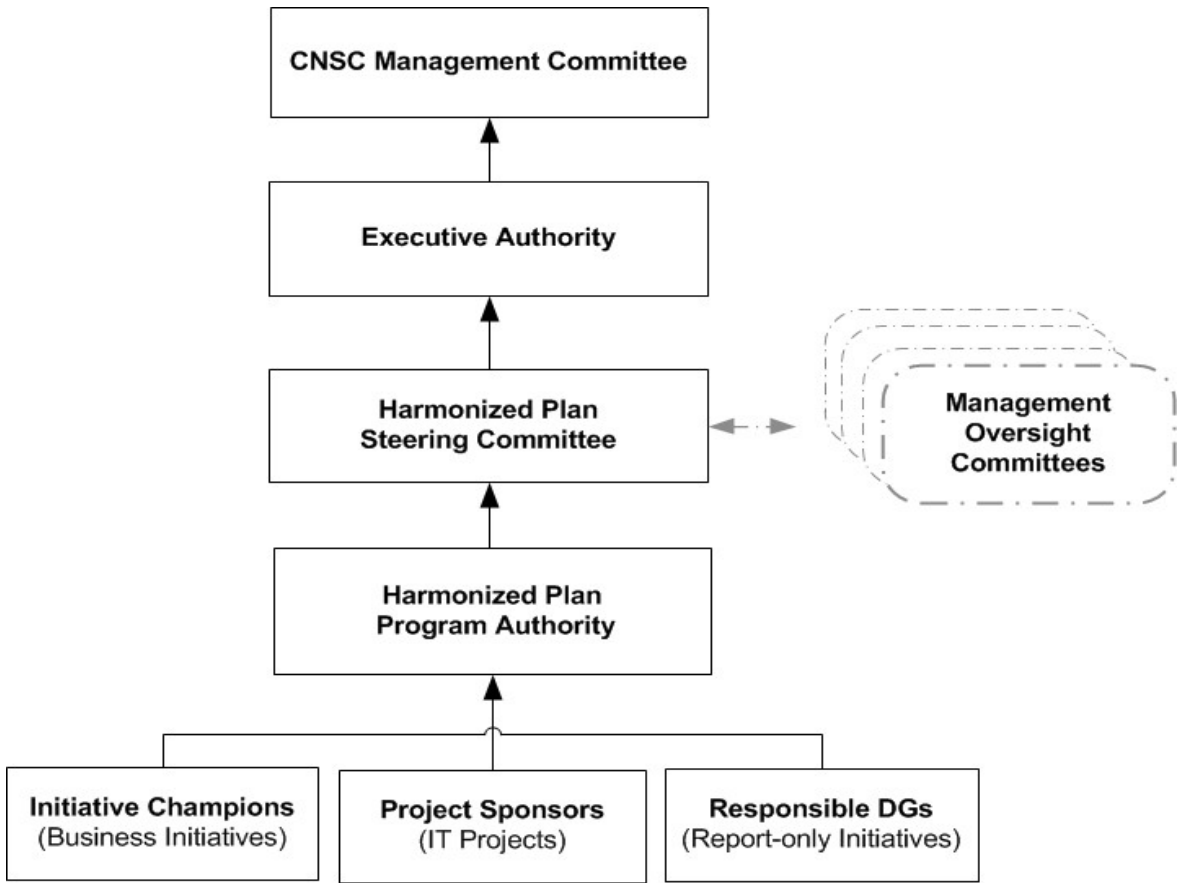 CNSC Management Committee
Executive Authority
Harmonized Plan
Steering Committee
Management
Oversight
Committees
Harmonized Plan
Program Authority
Initiative Champions
(Business Initiatives)
Project Sponsors
(IT Projects)
Responsible DGs
(Report-only Initiatives)